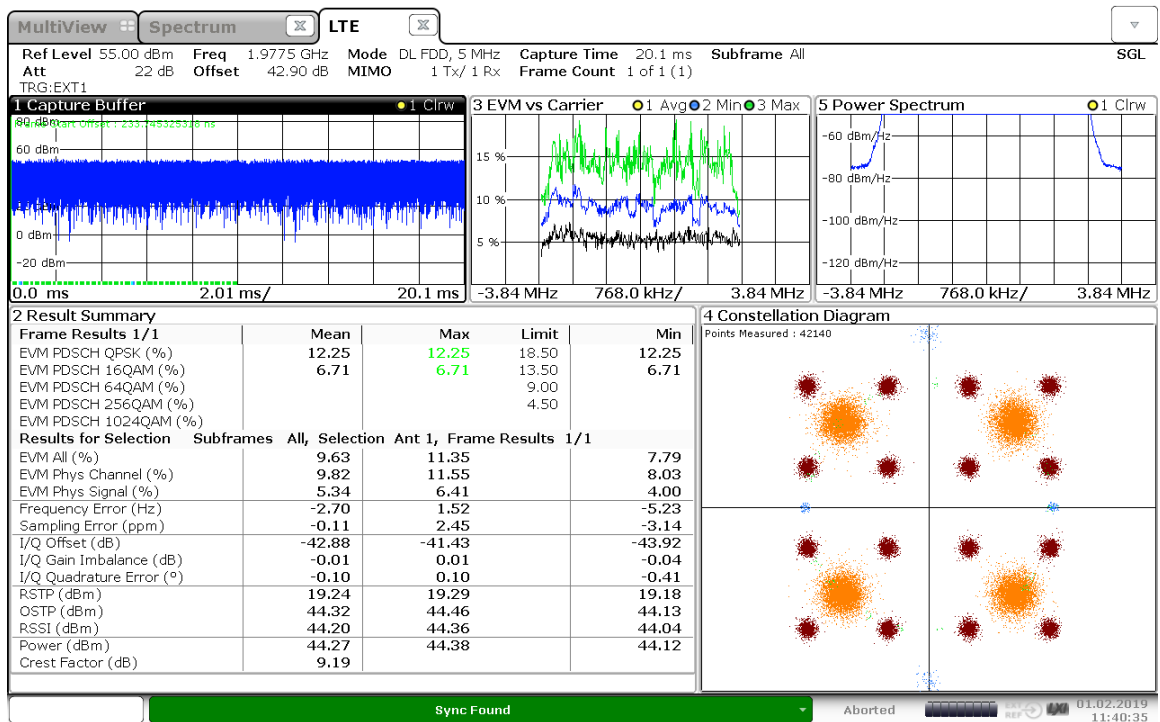 MultiView Spectrum X LTE X
Ref Level 55.00 dBm Freq 1.9775 GHz Mode DL FDD, 5 MHz Capture Time 20.1 ms Subframe All SGL
Att 22 dB Offset 42.90 dB MIMO 1 Tx/ 1 Rx Frame Count 1 of 1 (1)
TRG:EXT1
1 Capture Buffer 1 Clrw
80 dBm
60 dBm
0 dBm
-20 dBm
0.0 ms 2.01 ms/ 20.1 ms
3 EVM vs Carrier 1 Avg 2 Min 3 Max
15 %
10 %
5 %
-3.84 MHz 768.0 kHz/ 3.84 MHz
5 Power Spectrum 1 Clrw
-60 dBm/Hz
-80 dBm/Hz
-100 dBm/Hz
-120 dBm/Hz
-3.84 MHz 768.0 kHz/ 3.84 MHz
2 Result Summary
Frame Results 1/1 Mean Max Limit Min
EVM PDSCH QPSK (%) 12.25 12.25 18.50 12.25
EVM PDSCH 16QAM (%) 6.71 6.71 13.50 6.71
EVM PDSCH 64QAM (%) 9.00
EVM PDSCH 256QAM (%) 4.50
EVM PDSCH 1024QAM (%)
Results for Selection Subframes All, Selection Ant 1, Frame Results 1/1
EVM All (%) 9.63 11.35 7.79
EVM Phys Channel (%) 9.82 11.55 8.03
EVM Phys Signal (%) 5.34 6.41 4.00
Frequency Error (Hz) -2.70 1.52 -5.23
Sampling Error (ppm) -0.11 2.45 -3.14
I/Q Offset (dB) -42.88 -41.43 -43.92
I/Q Gain Imbalance (dB) -0.01 0.01 -0.04
I/Q Quadrature Error (º) -0.10 0.10 -0.41
RSTP (dBm) 19.24 19.29 19.18
OSTP (dBm) 44.32 44.46 44.13
RSSI (dBm) 44.20 44.36 44.04
Power (dBm) 44.27 44.38 44.12
Crest Factor (dB) 9.19
4 Constellation Diagram
Points Measured : 42140
Sync Found Aborted EXT REF 01.02.2019
11:40:35